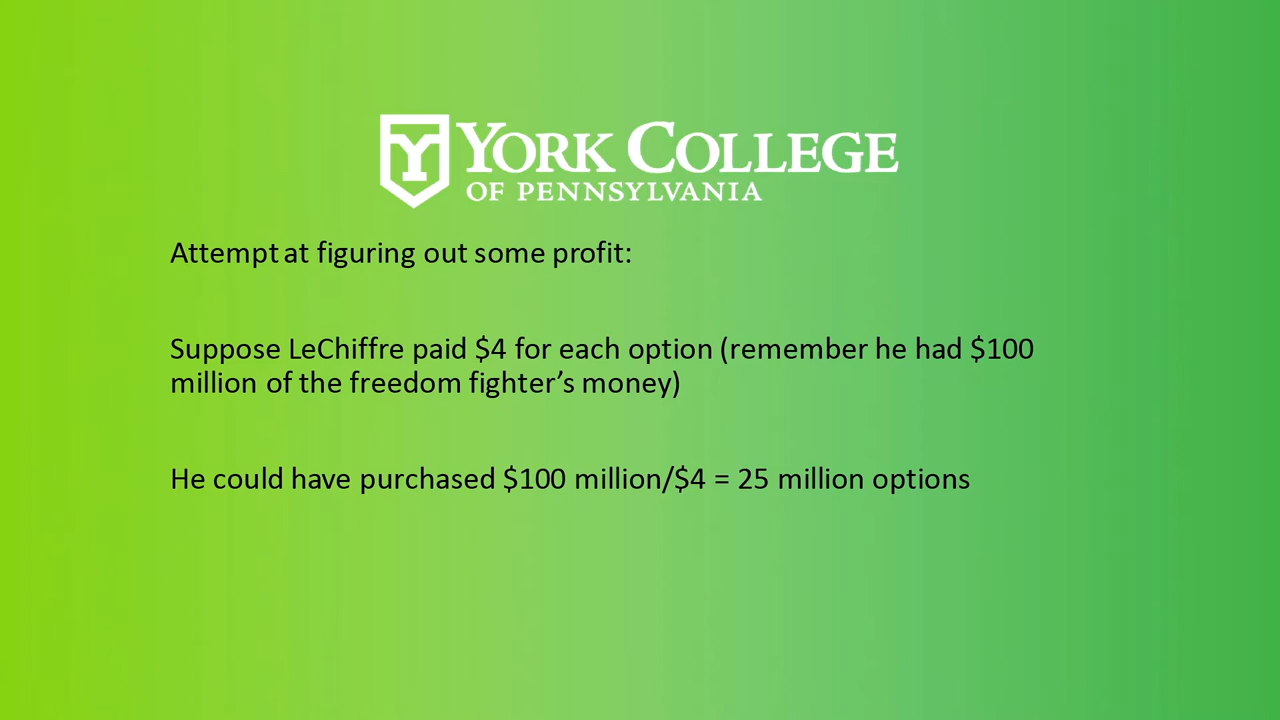 YORK COLLEGE
OF PENNSYLVANIA
Attempt at figuring out some profit:
Suppose LeChiffre paid $4 for each option (remember he had $100
million of the freedom fighter’s money)
He could have purchased $100 million/$4 = 25 million options